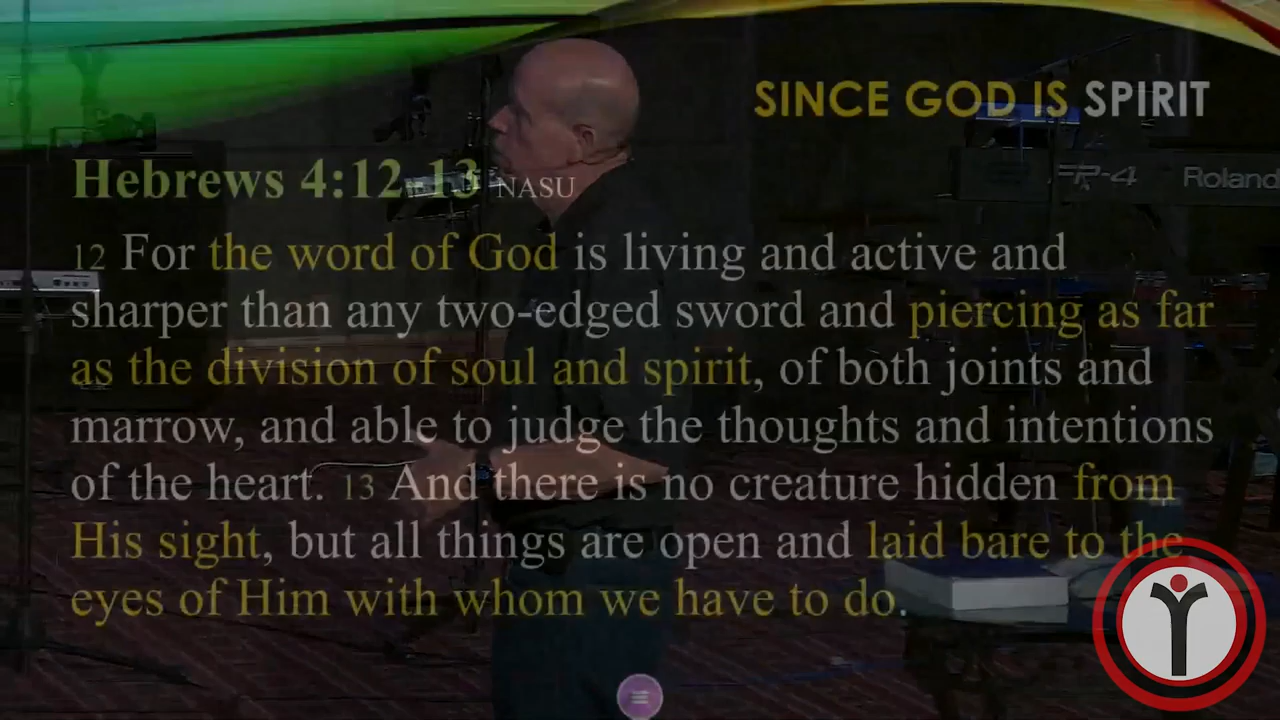 SINCE GOD IS SPIRIT
Hebrews 4:12-13 NASU
FR-4 Roland
12 For the word of God is living and active and
sharper than any two-edged sword and piercing as far
as the division of soul and spirit, of both joints and
marrow, and able to judge the thoughts and intentions
of the heart. 13 And there is no creature hidden from
His sight, but all things are open and laid bare to the
eyes of Him with whom we have to do.